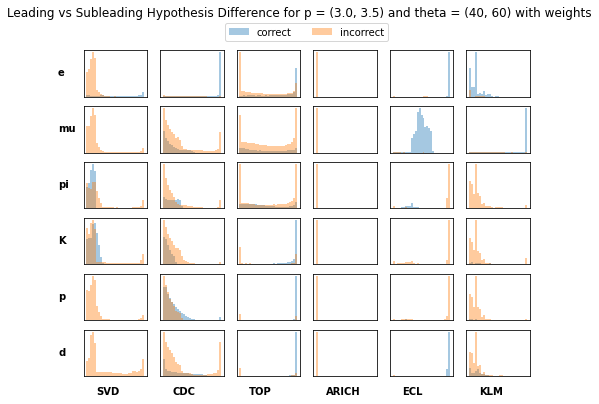 Leading vs Subleading Hypothesis Difference for p = (3.0, 3.5) and theta = (40, 60) with weights
correct incorrect
e
mu
pi
K
p
d
SVD CDC TOP ARICH ECL KLM